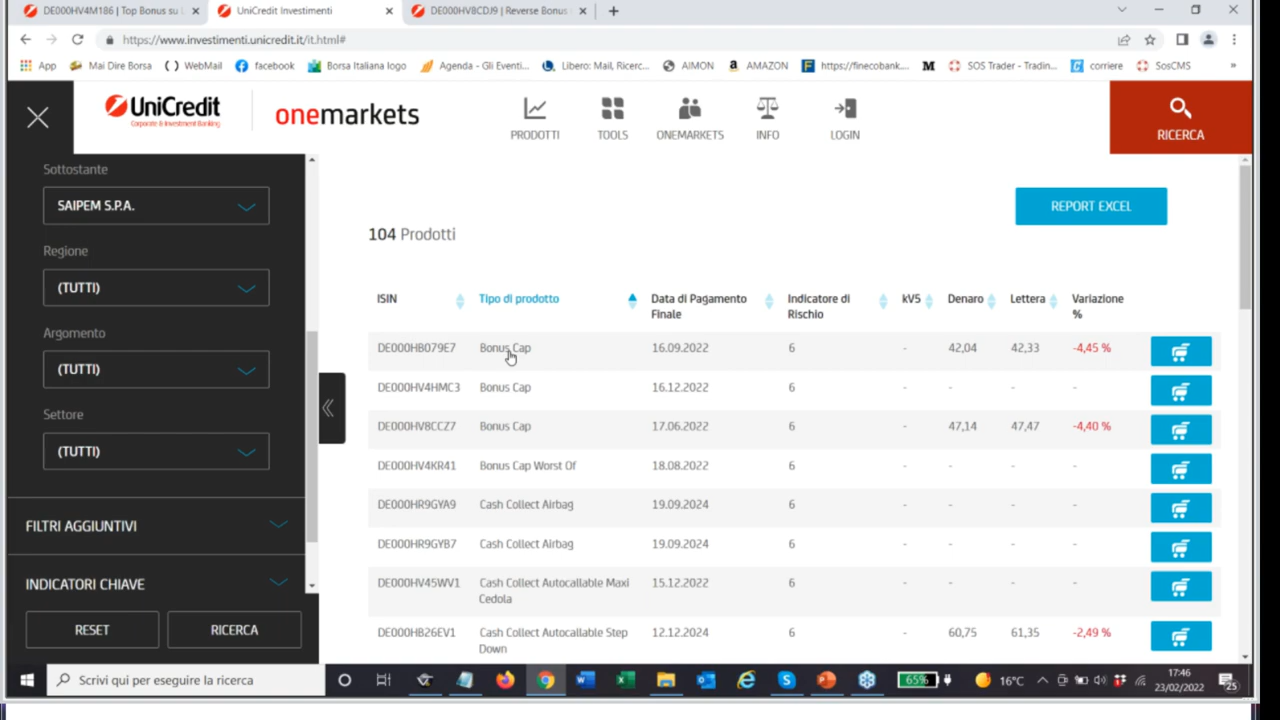 DE000HV4M186 | Top Bonus su
UniCredit Investimenti
DE000HV8CDJ9 | Reverse Bonus
https://www.investimenti.unicredit.it/it.html#
App Mai Dire Borsa WebMail facebook Borsa Italiana logo Agenda - Gli Eventi... Libero: Mail, Ricerc... AIMON AMAZON https://finecobank.... SOS Trader - Tradin... corriere SosCMS »
UniCredit
Corporate & Investment Banking
onemarkets
PRODOTTI TOOLS ONEMARKETS INFO LOGIN RICERCA
Sottostante
SAIPEM S.P.A.
Regione
(TUTTI)
Argomento
(TUTTI)
Settore
(TUTTI)
FILTRI AGGIUNTIVI
INDICATORI CHIAVE
RESET RICERCA
REPORT EXCEL
104 Prodotti
ISIN Tipo di prodotto Data di Pagamento Finale Indicatore di Rischio kV5 Denaro Lettera Variazione %
DE000HB079E7 Bonus Cap 16.09.2022 6 - 42,04 42,33 -4,45 %
DE000HV4HMC3 Bonus Cap 16.12.2022 6 - - - -
DE000HV8CCZ7 Bonus Cap 17.06.2022 6 - 47,14 47,47 -4,40 %
DE000HV4KR41 Bonus Cap Worst Of 18.08.2022 6 - - - -
DE000HR9GYA9 Cash Collect Airbag 19.09.2024 6 - - - -
DE000HR9GYB7 Cash Collect Airbag 19.09.2024 6 - - - -
DE000HV45WV1 Cash Collect Autocallable Maxi Cedola 15.12.2022 6 - - - -
DE000HB26EV1 Cash Collect Autocallable Step Down 12.12.2024 6 - 60,75 61,35 -2,49 %
Scrivi qui per eseguire la ricerca
65%
16°C
17:46
23/02/2022
25